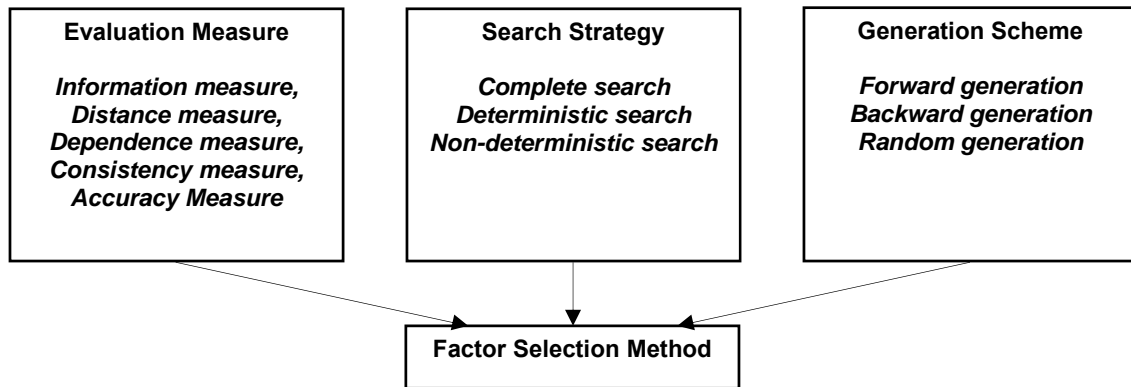 Evaluation Measure
Information measure,
Distance measure,
Dependence measure,
Consistency measure,
Accuracy Measure
Search Strategy
Complete search
Deterministic search
Non-deterministic search
Generation Scheme
Forward generation
Backward generation
Random generation
Factor Selection Method